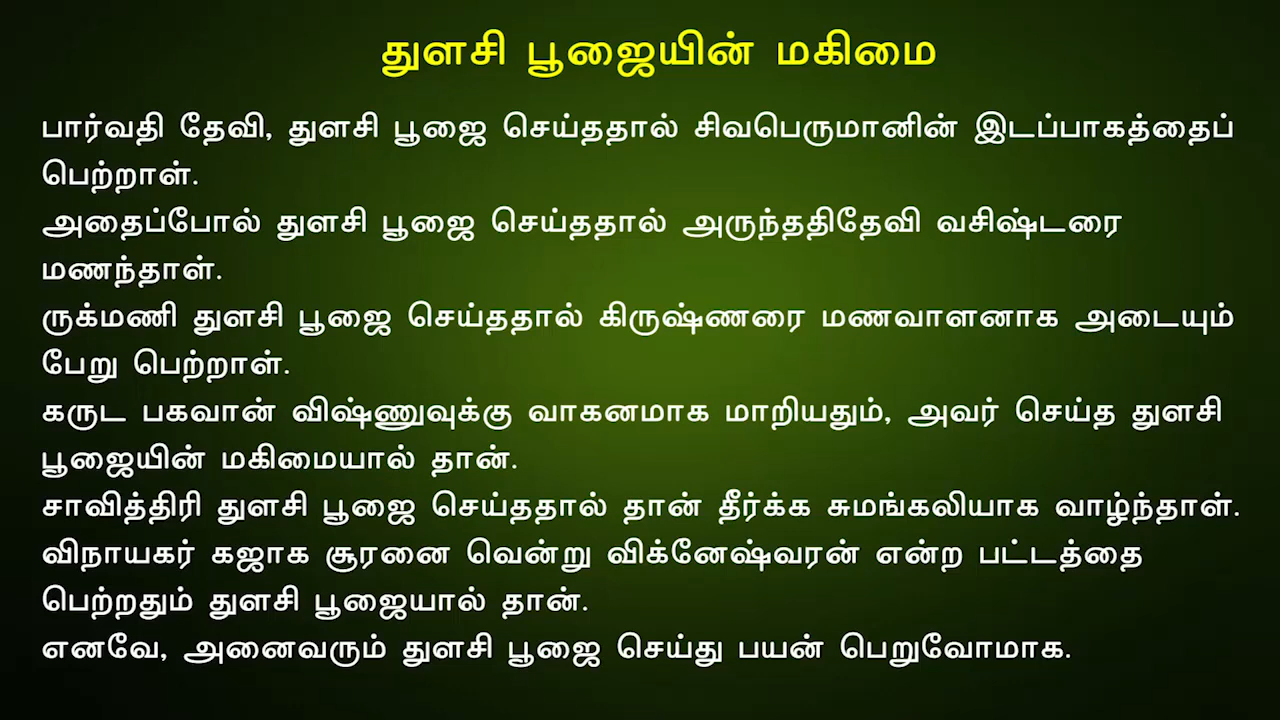 துளசி பூஜையின் மகிமை
பார்வதி தேவி, துளசி பூஜை செய்ததால் சிவபெருமானின் இடப்பாகத்தைப்
பெற்றாள்.
அதைப்போல் துளசி பூஜை செய்ததால் அருந்ததிதேவி வசிஷ்டரை
மணந்தாள்.
ருக்மணி துளசி பூஜை செய்ததால் கிருஷ்ணரை மணவாளனாக அடையும்
பேறு பெற்றாள்.
கருட பகவான் விஷ்ணுவுக்கு வாகனமாக மாறியதும், அவர் செய்த துளசி
பூஜையின் மகிமையால் தான்.
சாவித்திரி துளசி பூஜை செய்ததால் தான் தீர்க்க சுமங்கலியாக வாழ்ந்தாள்.
விநாயகர் கஜாக சூரனை வென்று விக்னேஷ்வரன் என்ற பட்டத்தை
பெற்றதும் துளசி பூஜையால் தான்.
எனவே, அனைவரும் துளசி பூஜை செய்து பயன் பெறுவோமாக.